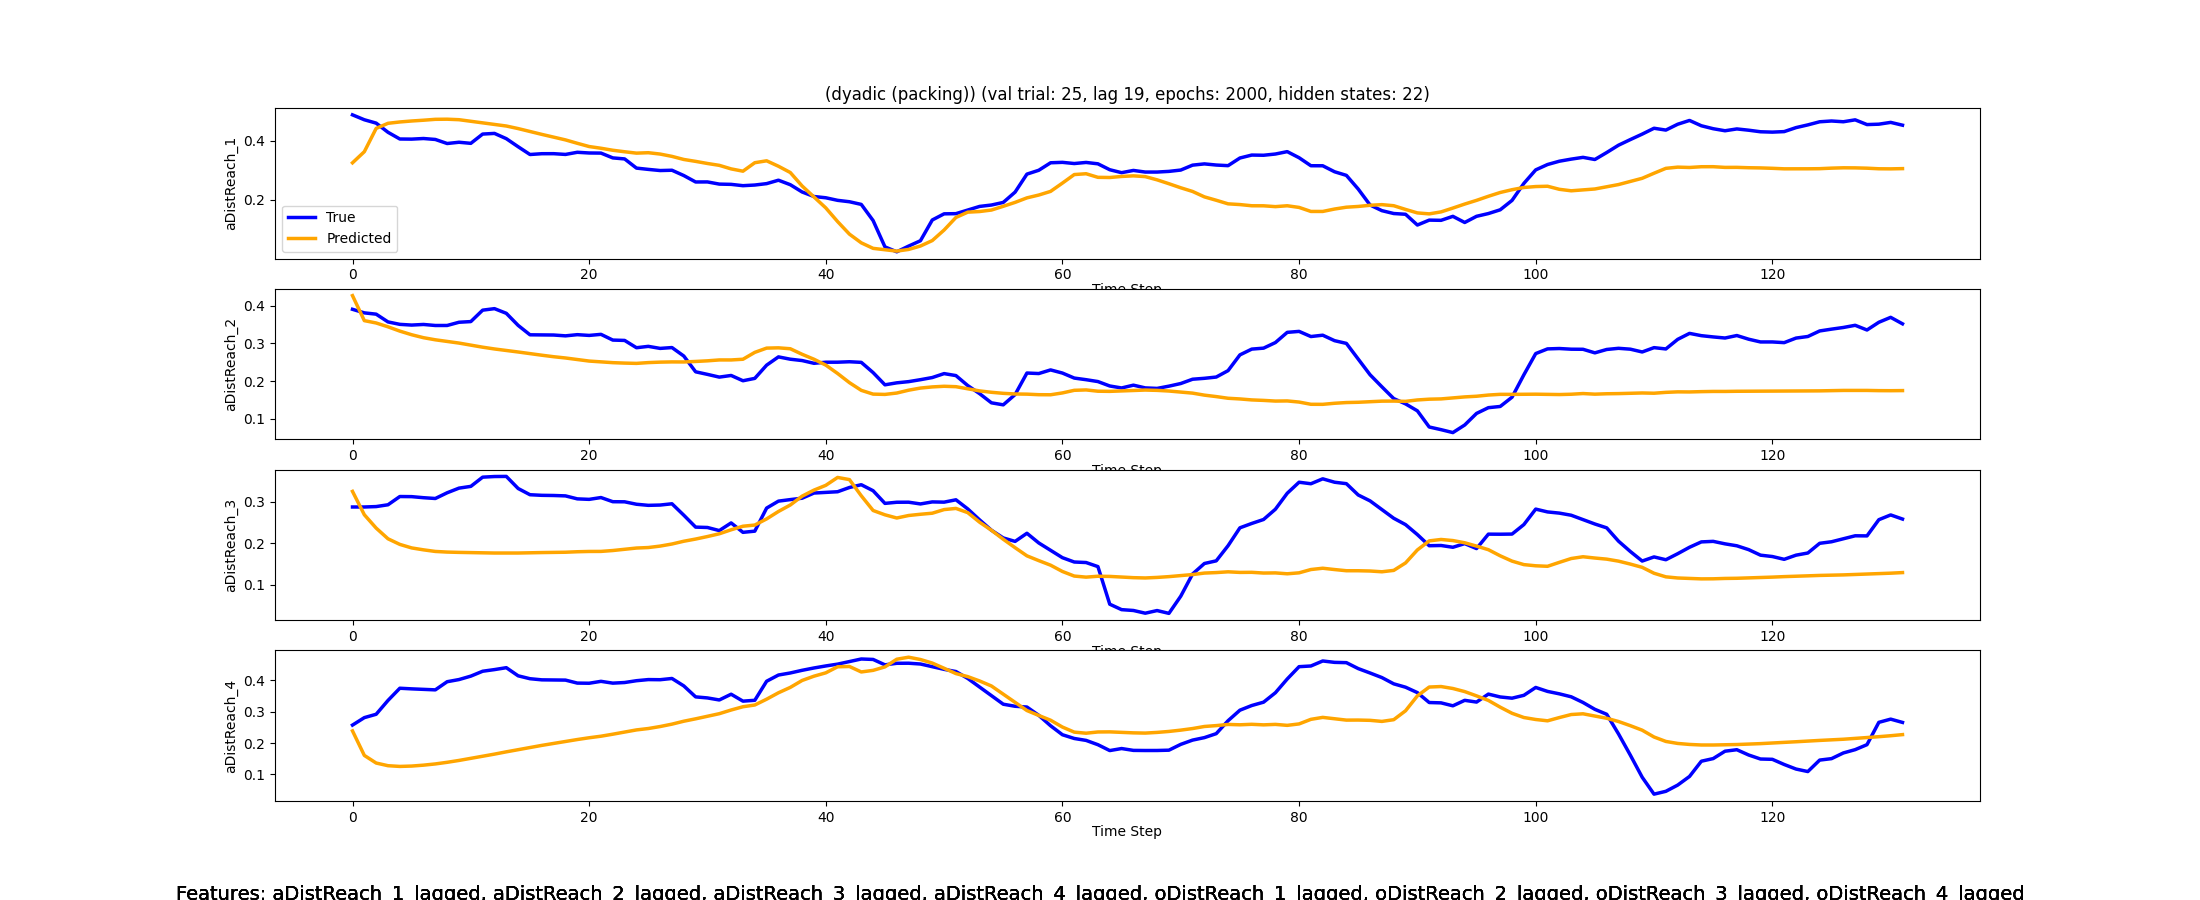 (dyadic (packing)) (val trial: 25, lag 19, epochs: 2000, hidden states: 22)
aDistReach_1
0.4
0.2
True
Predicted
0 20 40 60 80 100 120
Time Step
aDistReach_2
0.4
0.3
0.2
0.1
0 20 40 60 80 100 120
Time Step
aDistReach_3
0.3
0.2
0.1
0 20 40 60 80 100 120
Time Step
aDistReach_4
0.4
0.3
0.2
0.1
0 20 40 60 80 100 120
Time Step
Features: aDistReach_1_lagged, aDistReach_2_lagged, aDistReach_3_lagged, aDistReach_4_lagged, oDistReach_1_lagged, oDistReach_2_lagged, oDistReach_3_lagged, oDistReach_4_lagged